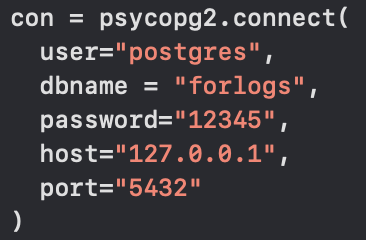 con = psycopg2.connect(
  user="postgres",
  dbname = "forlogs",
  password="12345",
  host="127.0.0.1",
  port="5432"
)